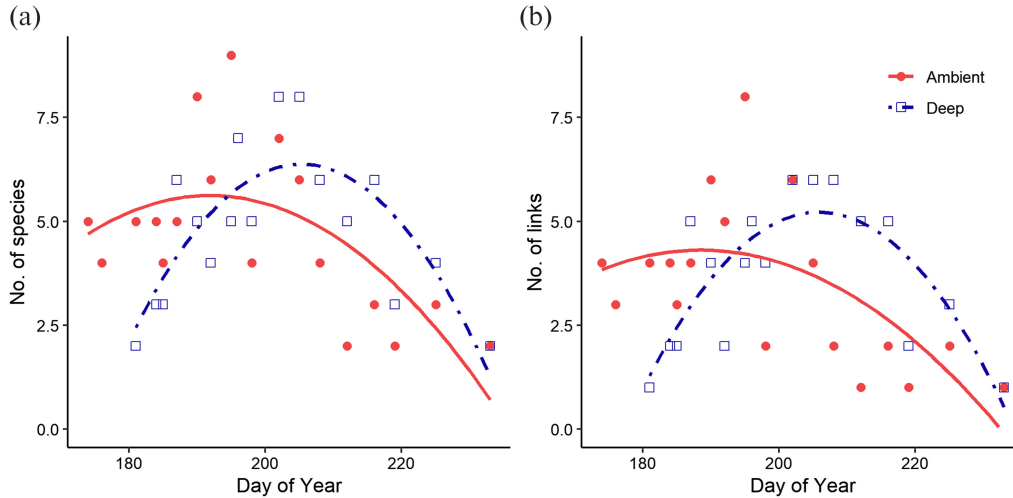 (a)
No. of species
7.5
5.0
2.5
0.0
180
200
220
Day of Year
(b)
No. of links
7.5
5.0
2.5
0.0
180
200
220
Day of Year
Ambient
Deep